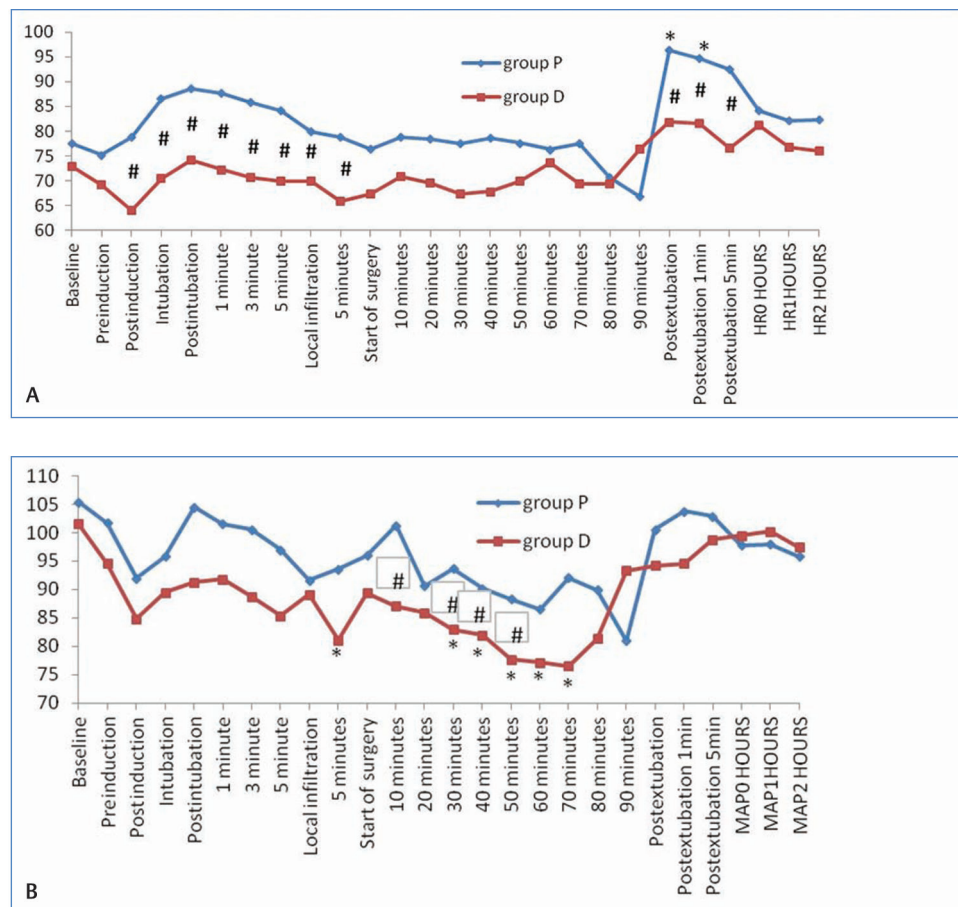 100
95
90
85
80
75
70
65
60
group P
group D
* *
# # # # # # # # # # #
Baseline
Preinduction
Postinduction
Intubation
Postintubation
1 minute
3 minute
5 minute
Local infiltration
5 minutes
Start of surgery
10 minutes
20 minutes
30 minutes
40 minutes
50 minutes
60 minutes
70 minutes
80 minutes
90 minutes
Postextubation
Postextubation 1min
Postextubation 5min
HR0 HOURS
HR1HOURS
HR2 HOURS
A
110
105
100
95
90
85
80
75
70
group P
group D
# # # #
* * * * * *
Baseline
Preinduction
Postinduction
Intubation
Postintubation
1 minute
3 minute
5 minute
Local infiltration
5 minutes
Start of surgery
10 minutes
20 minutes
30 minutes
40 minutes
50 minutes
60 minutes
70 minutes
80 minutes
90 minutes
Postextubation
Postextubation 1min
Postextubation 5min
MAP0 HOURS
MAP1HOURS
MAP2 HOURS
B